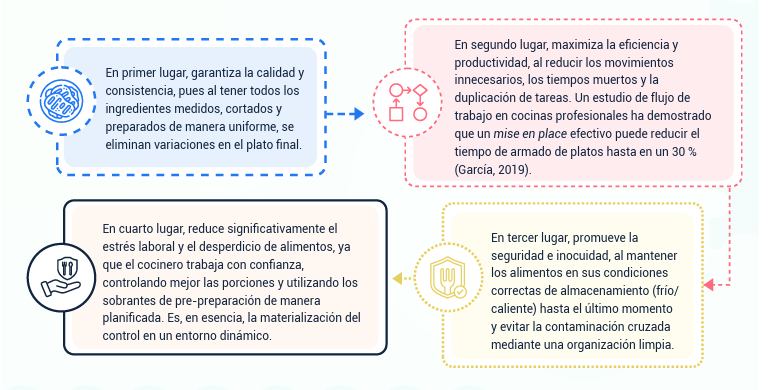 En primer lugar, garantiza la calidad y
consistencia, pues al tener todos los
ingredientes medidos, cortados y
preparados de manera uniforme, se
eliminan variaciones en el plato final.
En segundo lugar, maximiza la eficiencia y
productividad, al reducir los movimientos
innecesarios, los tiempos muertos y la
duplicación de tareas. Un estudio de flujo de
trabajo en cocinas profesionales ha demostrado
que un mise en place efectivo puede reducir el
tiempo de armado de platos hasta en un 30 %
(García, 2019).
En tercer lugar, promueve la
seguridad e inocuidad, al mantener
los alimentos en sus condiciones
correctas de almacenamiento (frío/
caliente) hasta el último momento
y evitar la contaminación cruzada
mediante una organización limpia.
En cuarto lugar, reduce significativamente el
estrés laboral y el desperdicio de alimentos, ya
que el cocinero trabaja con confianza,
controlando mejor las porciones y utilizando los
sobrantes de pre-preparación de manera
planificada. Es, en esencia, la materialización del
control en un entorno dinámico.